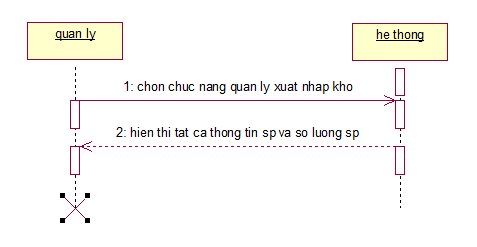 quan ly
he thong
1: chon chuc nang quan ly xuat nhap kho
2: hien thi tat ca thong tin sp va so luong sp